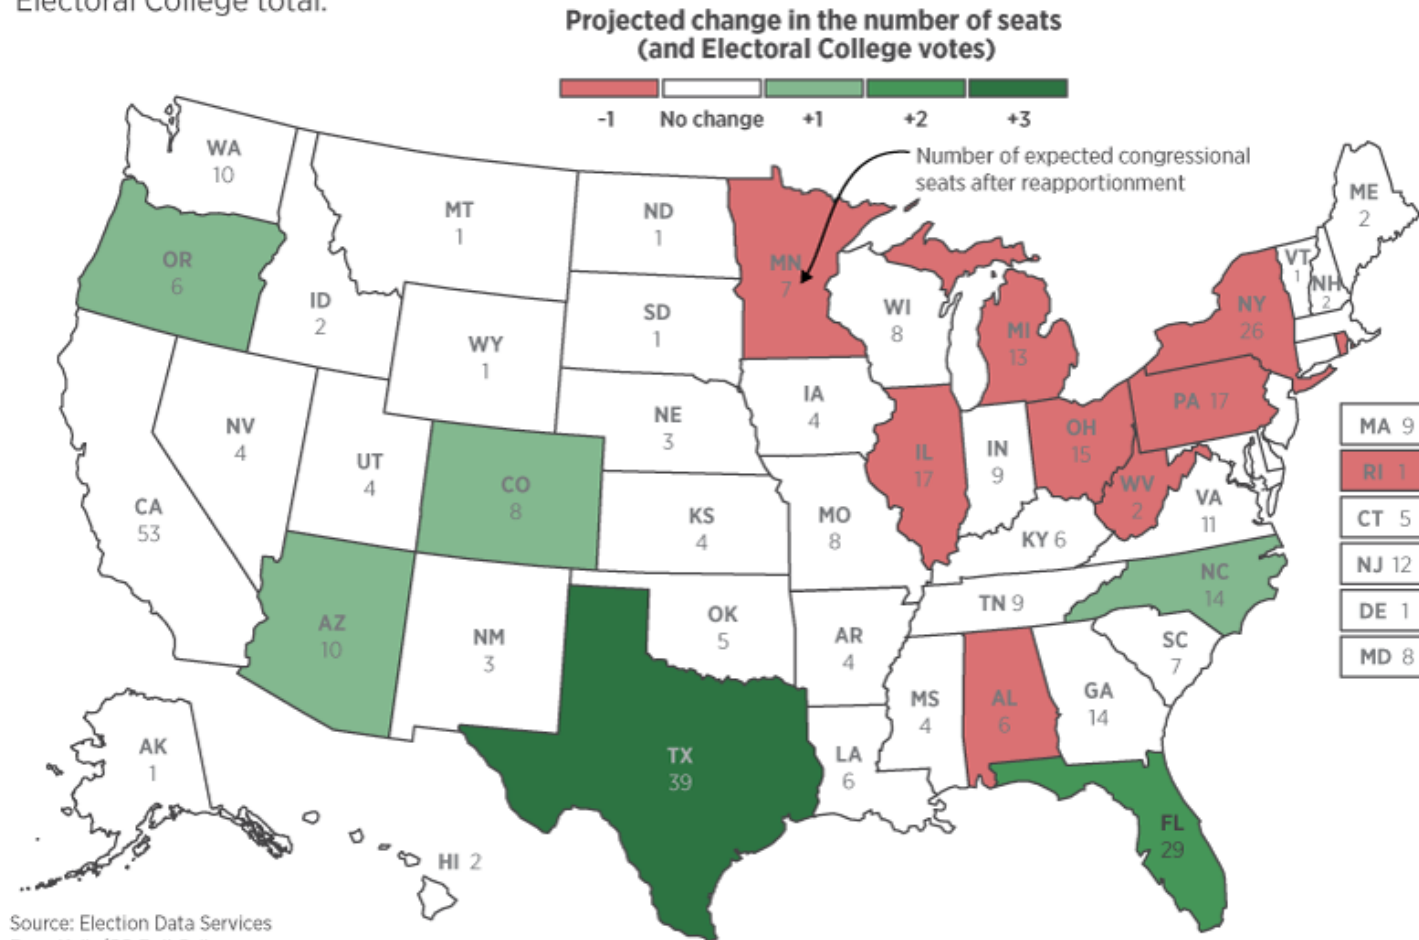 Electoral College total.
Projected change in the number of seats
(and Electoral College votes)
-1 No change +1 +2 +3
Number of expected congressional
seats after reapportionment
WA
10
OR
6
MT
1
ID
2
WY
1
ND
1
SD
1
NE
3
MN
7
WI
8
MI
13
IA
4
IL
17
IN
9
OH
15
PA 17
NY
26
VT
1
NH
2
ME
2
MA 9
RI 1
CT 5
NJ 12
DE 1
MD 8
WV
2
VA
11
KY 6
NC
14
TN 9
SC
7
GA
14
AL
6
MS
4
FL
29
LA
6
AR
4
MO
8
KS
4
OK
5
TX
39
NM
3
CO
8
UT
4
AZ
10
NV
4
CA
53
AK
1
HI 2
Source: Election Data Services